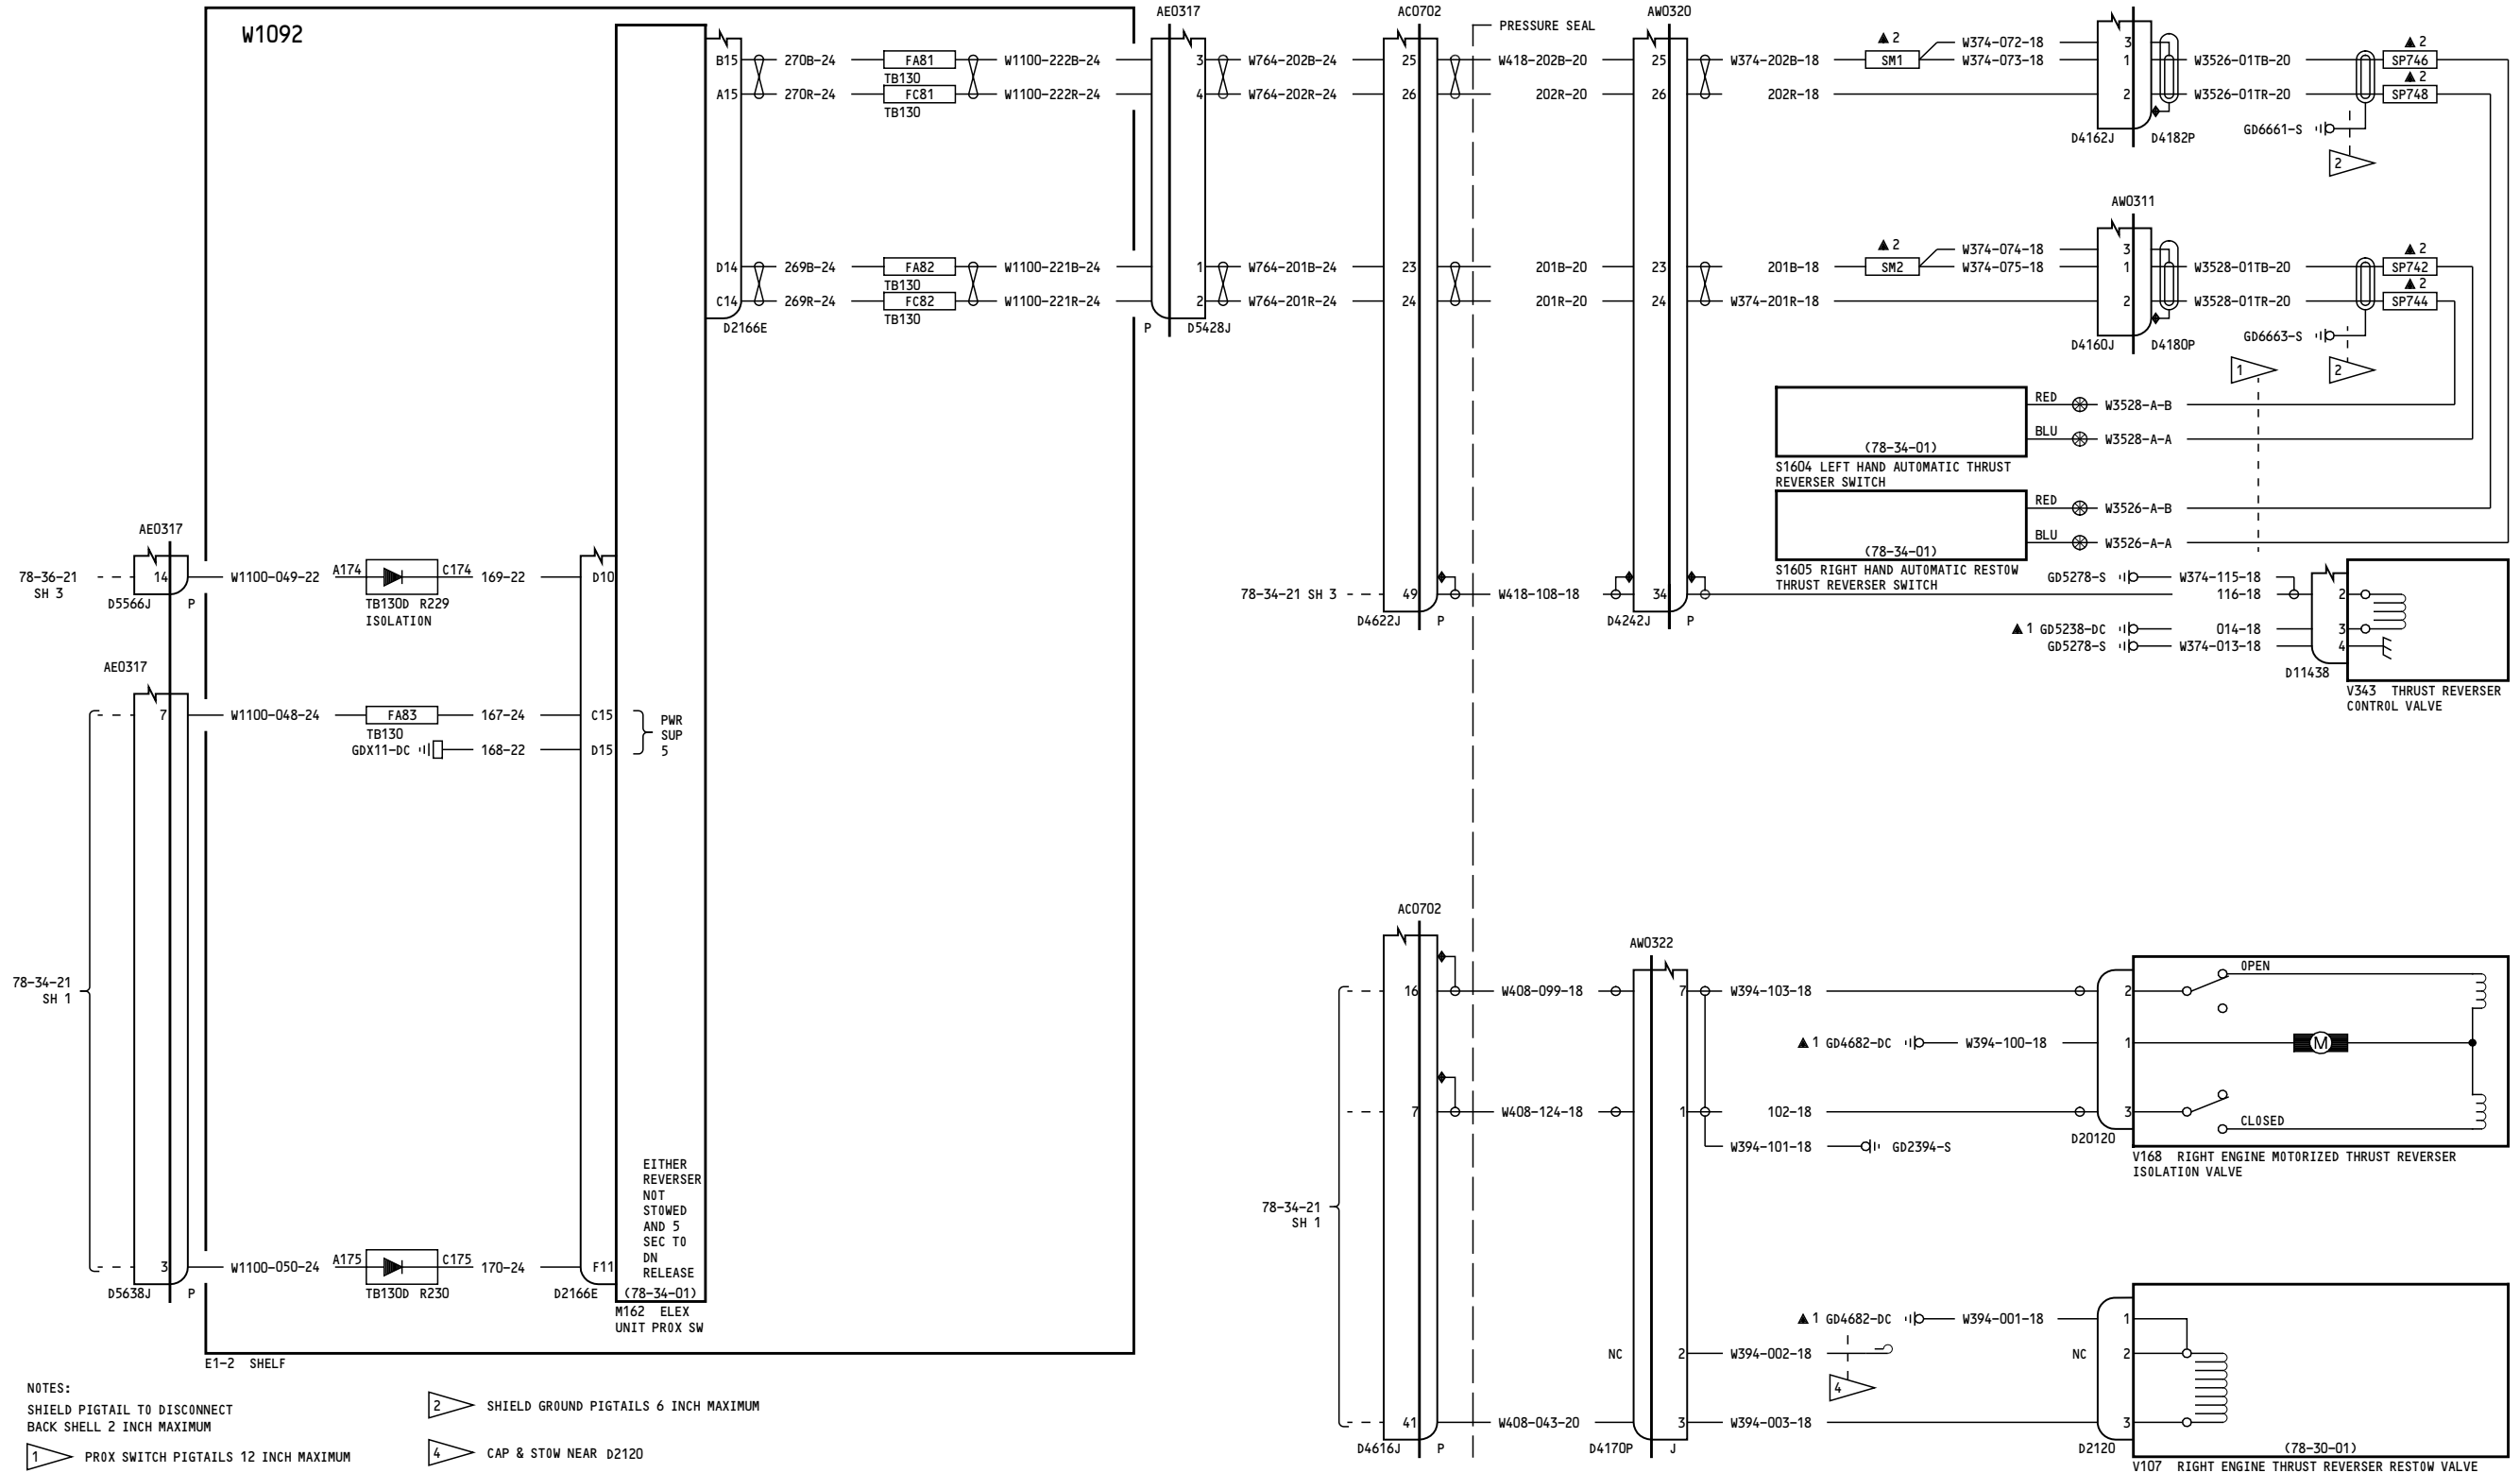 W1092
AE0317
AC0702
PRESSURE SEAL
AW0320
B15
270B-24
FA81
TB130
W1100-222B-24
3
W764-202B-24
25
W418-202B-20
25
W374-202B-18
▲ 2
SM1
W374-072-18
W374-073-18
3
1
W3526-01TB-20
▲ 2
SP746
A15
270R-24
FC81
TB130
W1100-222R-24
4
W764-202R-24
26
202R-20
26
202R-18
2
W3526-01TR-20
▲ 2
SP748
GD6661-S
D4162J
D4182P
2
AW0311
D14
269B-24
FA82
TB130
W1100-221B-24
1
W764-201B-24
23
201B-20
23
201B-18
▲ 2
SM2
W374-074-18
W374-075-18
3
1
W3528-01TB-20
▲ 2
SP742
C14
269R-24
FC82
TB130
W1100-221R-24
2
W764-201R-24
24
201R-20
24
W374-201R-18
2
W3528-01TR-20
▲ 2
SP744
D2166E
P
D5428J
GD6663-S
D4160J
D4180P
1
2
RED
W3528-A-B
BLU
W3528-A-A
(78-34-01)
S1604 LEFT HAND AUTOMATIC THRUST
REVERSER SWITCH
RED
W3526-A-B
BLU
W3526-A-A
(78-34-01)
S1605 RIGHT HAND AUTOMATIC RESTOW
THRUST REVERSER SWITCH
AE0317
78-36-21
SH 3
14
W1100-049-22
A174
C174
169-22
D10
D5566J
P
TB130D R229
ISOLATION
78-34-21 SH 3
49
W418-108-18
34
D4622J
P
D4242J
P
GD5278-S
W374-115-18
116-18
2
▲ 1 GD5238-DC
014-18
3
GD5278-S
W374-013-18
4
D11438
V343 THRUST REVERSER
CONTROL VALVE
AE0317
7
W1100-048-24
FA83
TB130
167-24
C15
GDX11-DC
168-22
D15
PWR
SUP
5
78-34-21
SH 1
EITHER
REVERSER
NOT
STOWED
AND 5
SEC TO
DN
RELEASE
(78-34-01)
M162 ELEX
UNIT PROX SW
3
W1100-050-24
A175
C175
170-24
F11
D5638J
P
TB130D R230
D2166E
E1-2 SHELF
AC0702
AW0322
16
W408-099-18
7
W394-103-18
2
OPEN
▲ 1 GD4682-DC
W394-100-18
1
M
7
W408-124-18
1
102-18
3
CLOSED
W394-101-18
GD2394-S
D20120
V168 RIGHT ENGINE MOTORIZED THRUST REVERSER
ISOLATION VALVE
78-34-21
SH 1
▲ 1 GD4682-DC
W394-001-18
1
NC
2
W394-002-18
NC
2
4
41
W408-043-20
3
W394-003-18
3
D4616J
P
D4170P
J
D2120
(78-30-01)
V107 RIGHT ENGINE THRUST REVERSER RESTOW VALVE
NOTES:
SHIELD PIGTAIL TO DISCONNECT
BACK SHELL 2 INCH MAXIMUM
1 PROX SWITCH PIGTAILS 12 INCH MAXIMUM
2 SHIELD GROUND PIGTAILS 6 INCH MAXIMUM
4 CAP & STOW NEAR D2120